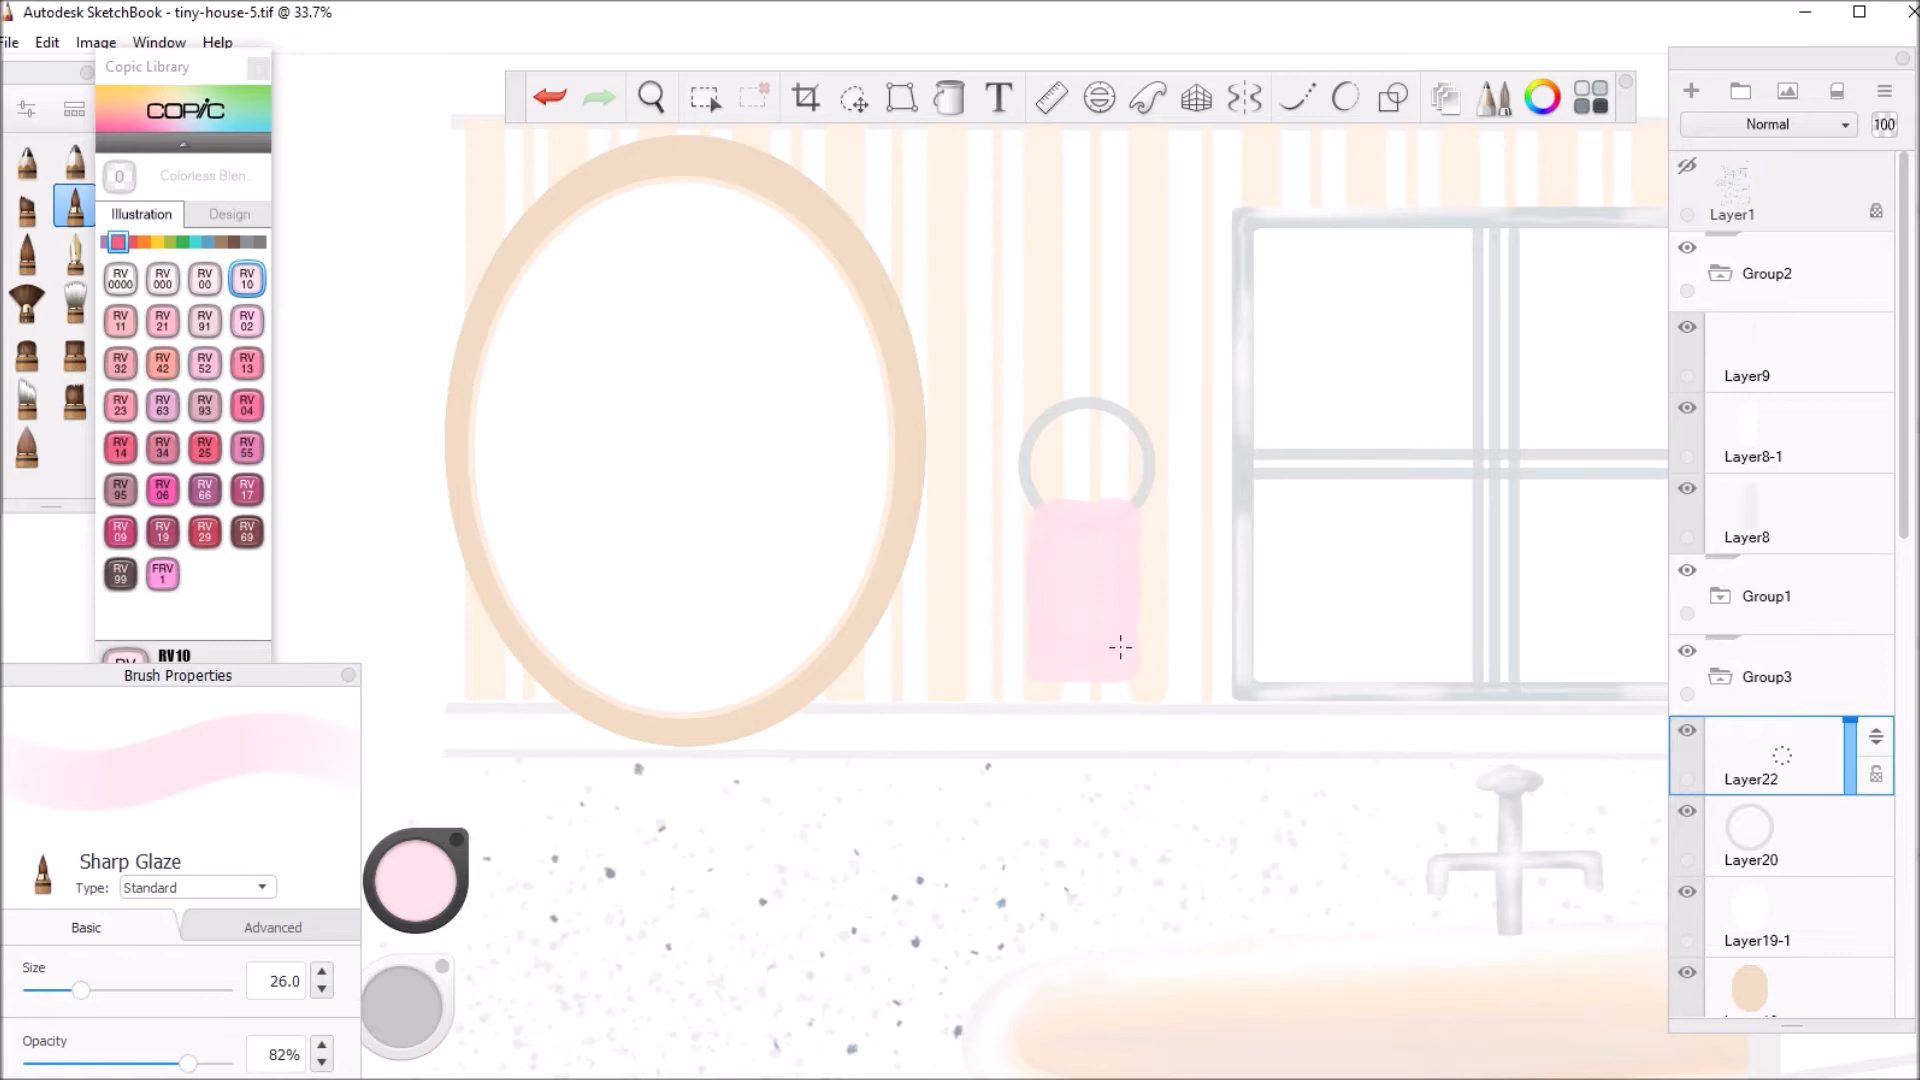 Autodesk SketchBook - tiny-house-5.tif @ 33.7%
File Edit Image Window Help
Copic Library
COPIC
0 Colorless Blen..
Illustration Design
RV 0000 RV 000 RV 00 RV 10
RV 11 RV 21 RV 91 RV 02
RV 32 RV 42 RV 52 RV 13
RV 23 RV 63 RV 93 RV 04
RV 14 RV 34 RV 25 RV 55
RV 95 RV 06 RV 66 RV 17
RV 09 RV 19 RV 29 RV 69
RV 99 FRV 1
RV RV10
Brush Properties
Sharp Glaze
Type: Standard
Basic Advanced
Size 26.0
Opacity 82%
T
Normal 100
Layer1
Group2
Layer9
Layer8-1
Layer8
Group1
Group3
Layer22
Layer20
Layer19-1